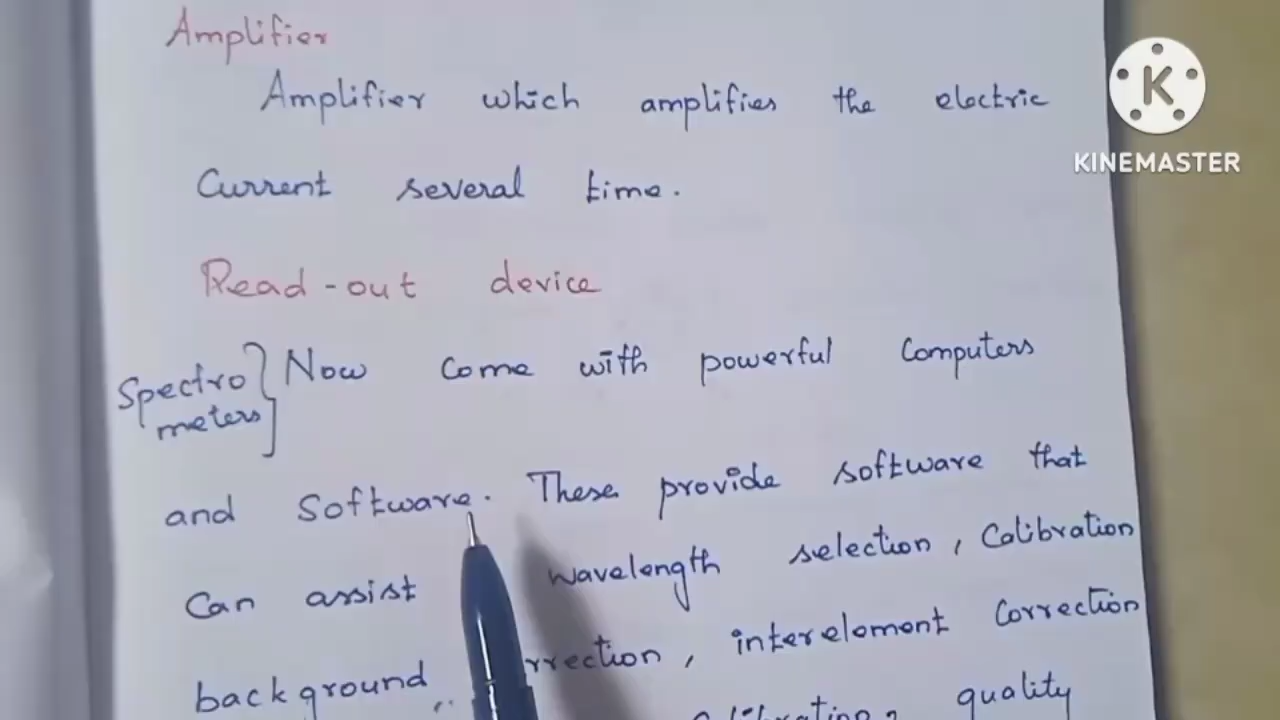 Amplifier
Amplifier which amplifies the electric
Current several time.
Read-out device
Spectro
meters
Now come with powerful Computers
and Software. These provide software that
Can assist wavelength selection, Calibration
background rrection, interelement Correction
quality
K
KINEMASTER